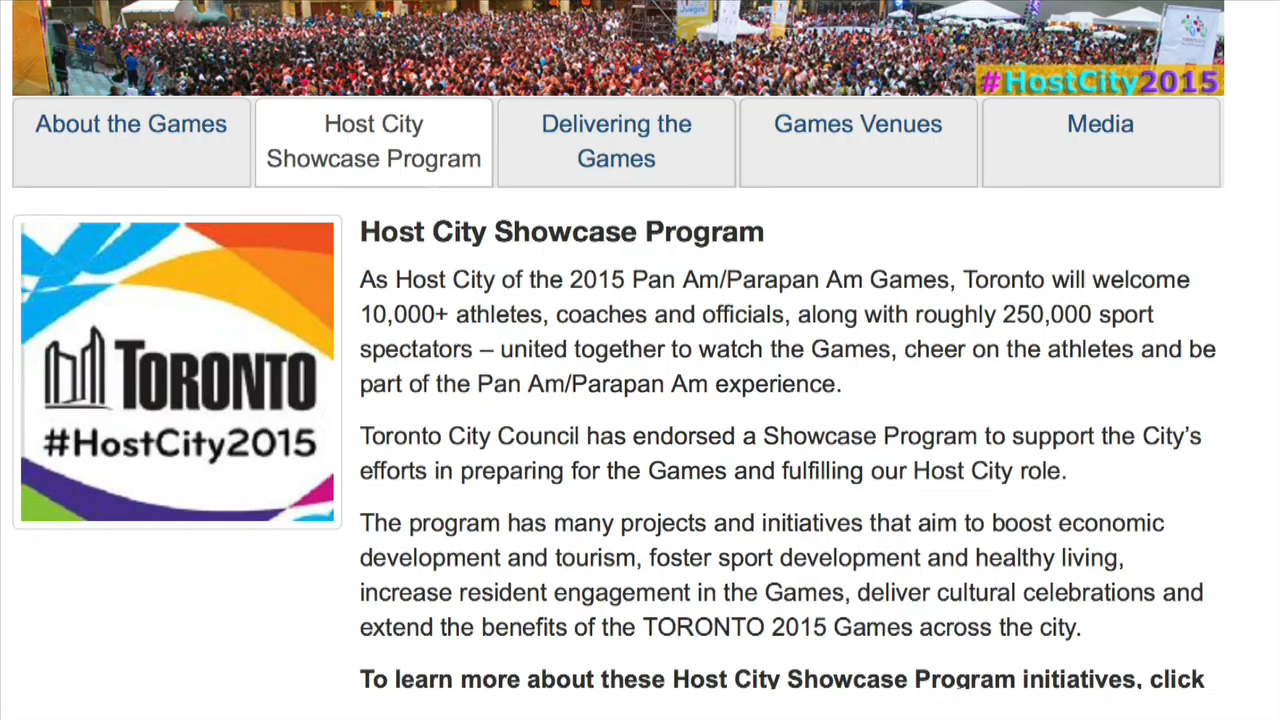 #HostCity2015
About the Games
Host City
Showcase Program
Delivering the
Games
Games Venues
Media
TORONTO
#HostCity2015
Host City Showcase Program
As Host City of the 2015 Pan Am/Parapan Am Games, Toronto will welcome
10,000+ athletes, coaches and officials, along with roughly 250,000 sport
spectators – united together to watch the Games, cheer on the athletes and be
part of the Pan Am/Parapan Am experience.
Toronto City Council has endorsed a Showcase Program to support the City’s
efforts in preparing for the Games and fulfilling our Host City role.
The program has many projects and initiatives that aim to boost economic
development and tourism, foster sport development and healthy living,
increase resident engagement in the Games, deliver cultural celebrations and
extend the benefits of the TORONTO 2015 Games across the city.
To learn more about these Host City Showcase Program initiatives, click